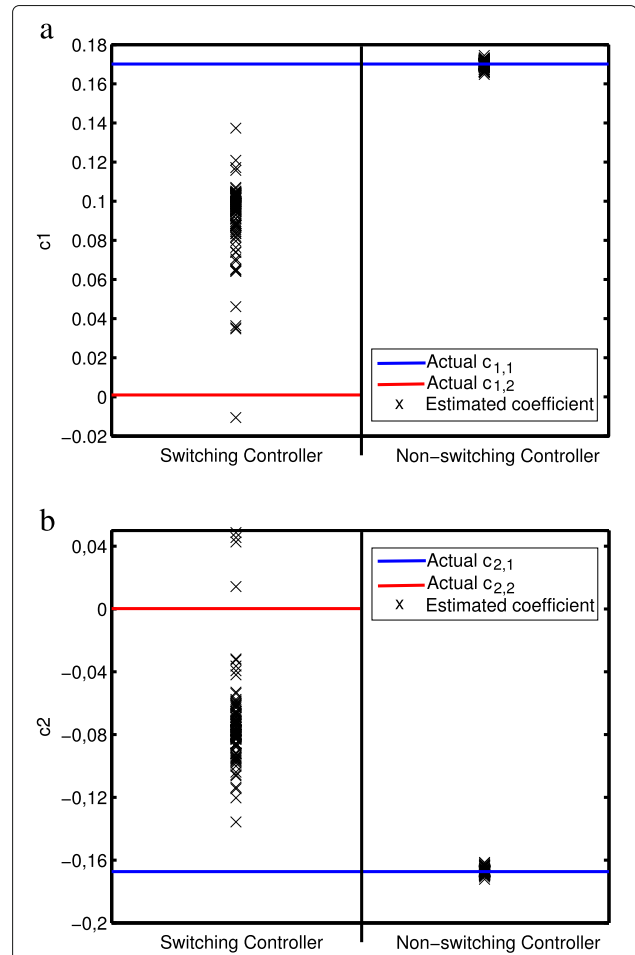 a
0.18
0.16
0.14
0.12
0.1
0.08
0.06
0.04
0.02
0
−0.02
c1
Actual c1,1
Actual c1,2
x Estimated coefficient
Switching Controller
Non−switching Controller
b
0,04
0
−0,04
−0,08
−0,12
−0,16
−0,2
c2
Actual c2,1
Actual c2,2
x Estimated coefficient
Switching Controller
Non−switching Controller